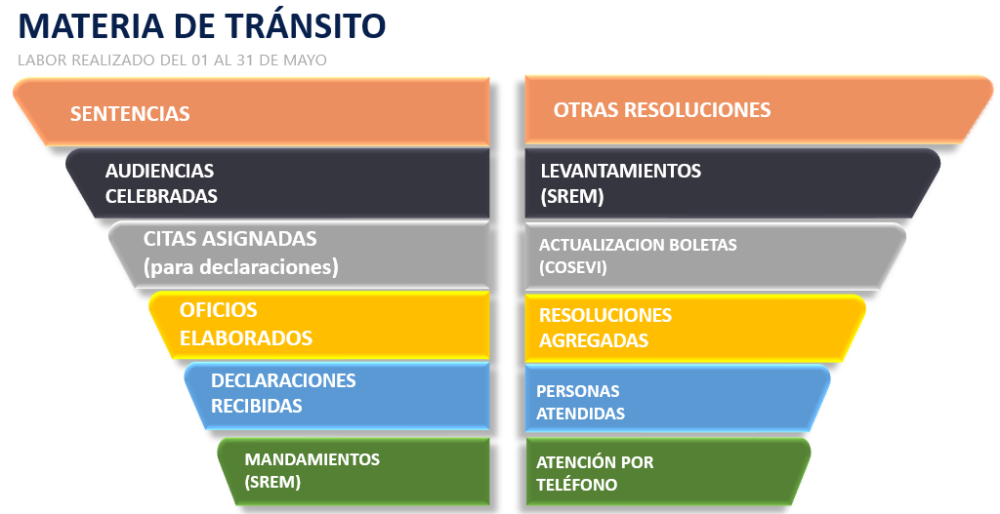 MATERIA DE TRÁNSITO
LABOR REALIZADO DEL 01 AL 31 DE MAYO
SENTENCIAS
AUDIENCIAS
CELEBRADAS
CITAS ASIGNADAS
(para declaraciones)
OFICIOS
ELABORADOS
DECLARACIONES
RECIBIDAS
MANDAMIENTOS
(SREM)
OTRAS RESOLUCIONES
LEVANTAMIENTOS
(SREM)
ACTUALIZACION BOLETAS
(COSEVI)
RESOLUCIONES
AGREGADAS
PERSONAS
ATENDIDAS
ATENCIÓN POR
TELÉFONO